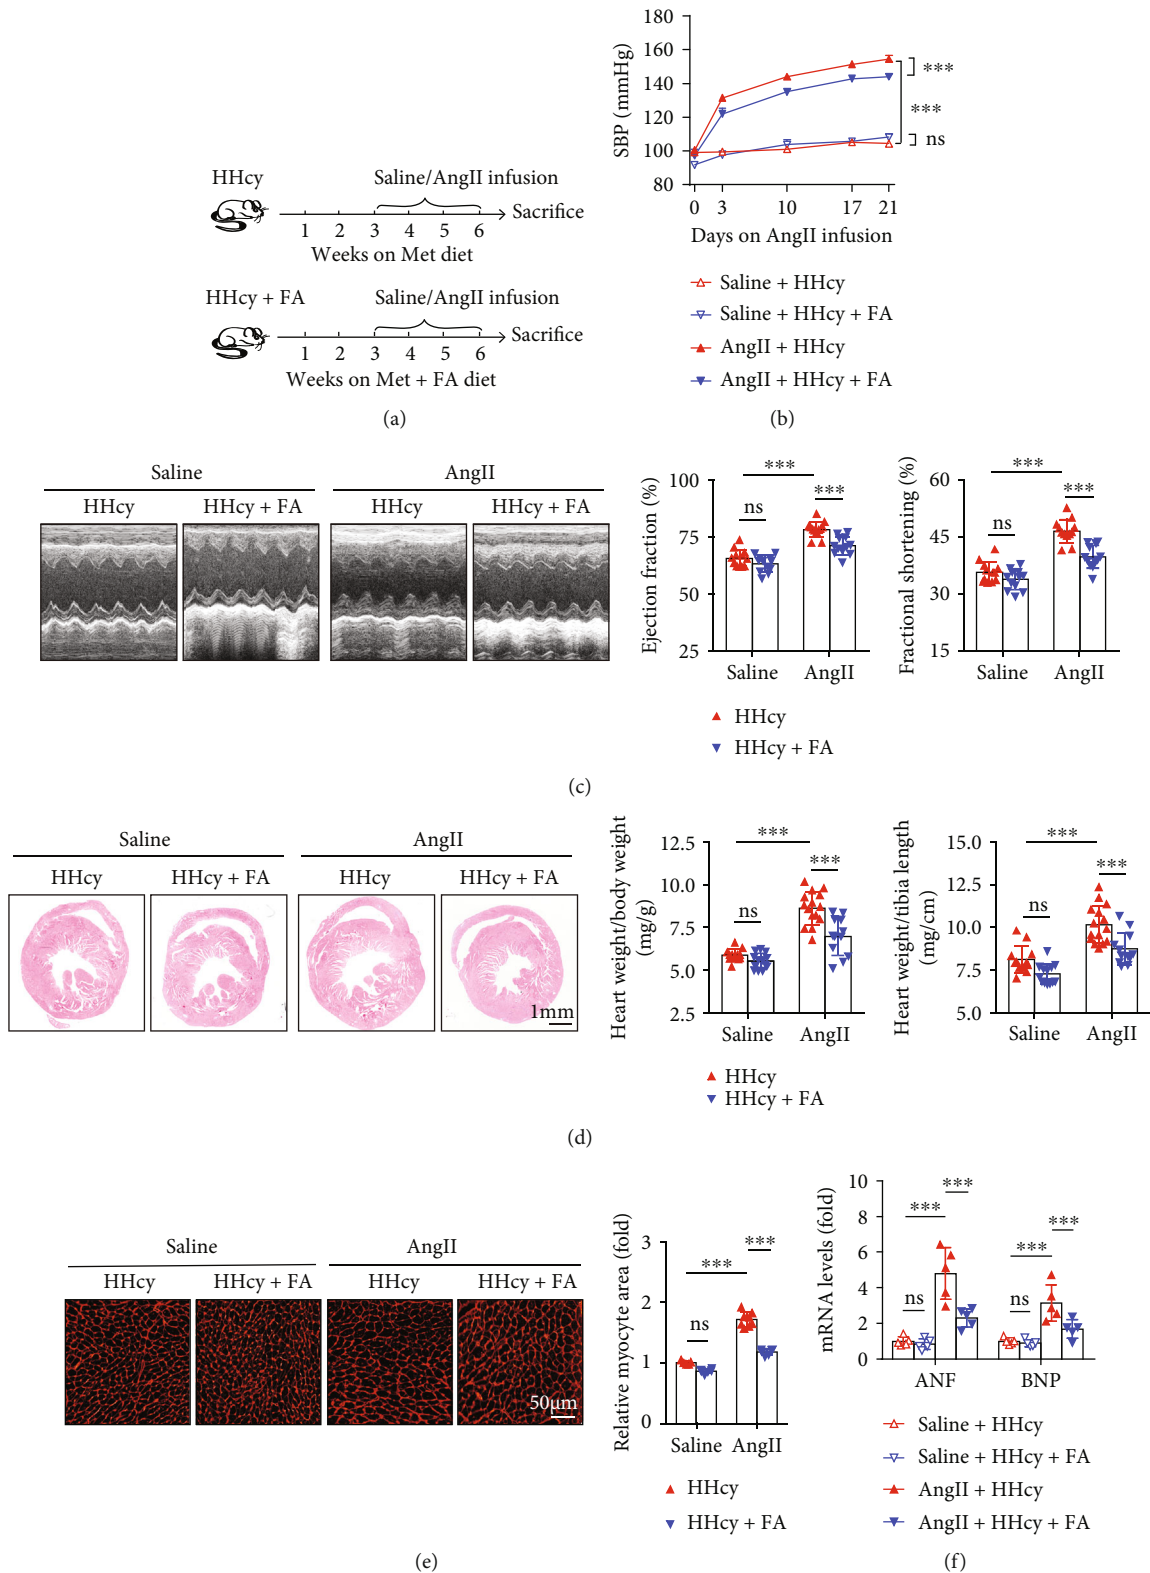 HHcy
Saline/AngII infusion
Sacrifice
1 2 3 4 5 6
Weeks on Met diet
HHcy + FA
Saline/AngII infusion
Sacrifice
1 2 3 4 5 6
Weeks on Met + FA diet
(a)
SBP (mmHg)
180
160
140
120
100
80
0 3 10 17 21
Days on AngII infusion
***
***
ns
Saline + HHcy
Saline + HHcy + FA
AngII + HHcy
AngII + HHcy + FA
(b)
Saline AngII
HHcy HHcy + FA HHcy HHcy + FA
Ejection fraction (%)
100
75
50
25
***
ns
***
Saline AngII
HHcy
HHcy + FA
Fractional shortening (%)
60
45
30
15
***
ns
***
Saline AngII
(c)
Saline AngII
HHcy HHcy + FA HHcy HHcy + FA
1mm
Heart weight/body weight
(mg/g)
12.5
10.0
7.5
5.0
2.5
***
ns
***
Saline AngII
HHcy
HHcy + FA
Heart weight/tibia length
(mg/cm)
15.0
12.5
10.0
7.5
5.0
***
ns
***
Saline AngII
(d)
Saline AngII
HHcy HHcy + FA HHcy HHcy + FA
50μm
Relative myocyte area (fold)
3
2
1
0
***
ns
***
Saline AngII
HHcy
HHcy + FA
(e)
mRNA levels (fold)
10
8
6
4
2
0
***
ns
***
***
ns
***
ANF BNP
Saline + HHcy
Saline + HHcy + FA
AngII + HHcy
AngII + HHcy + FA
(f)